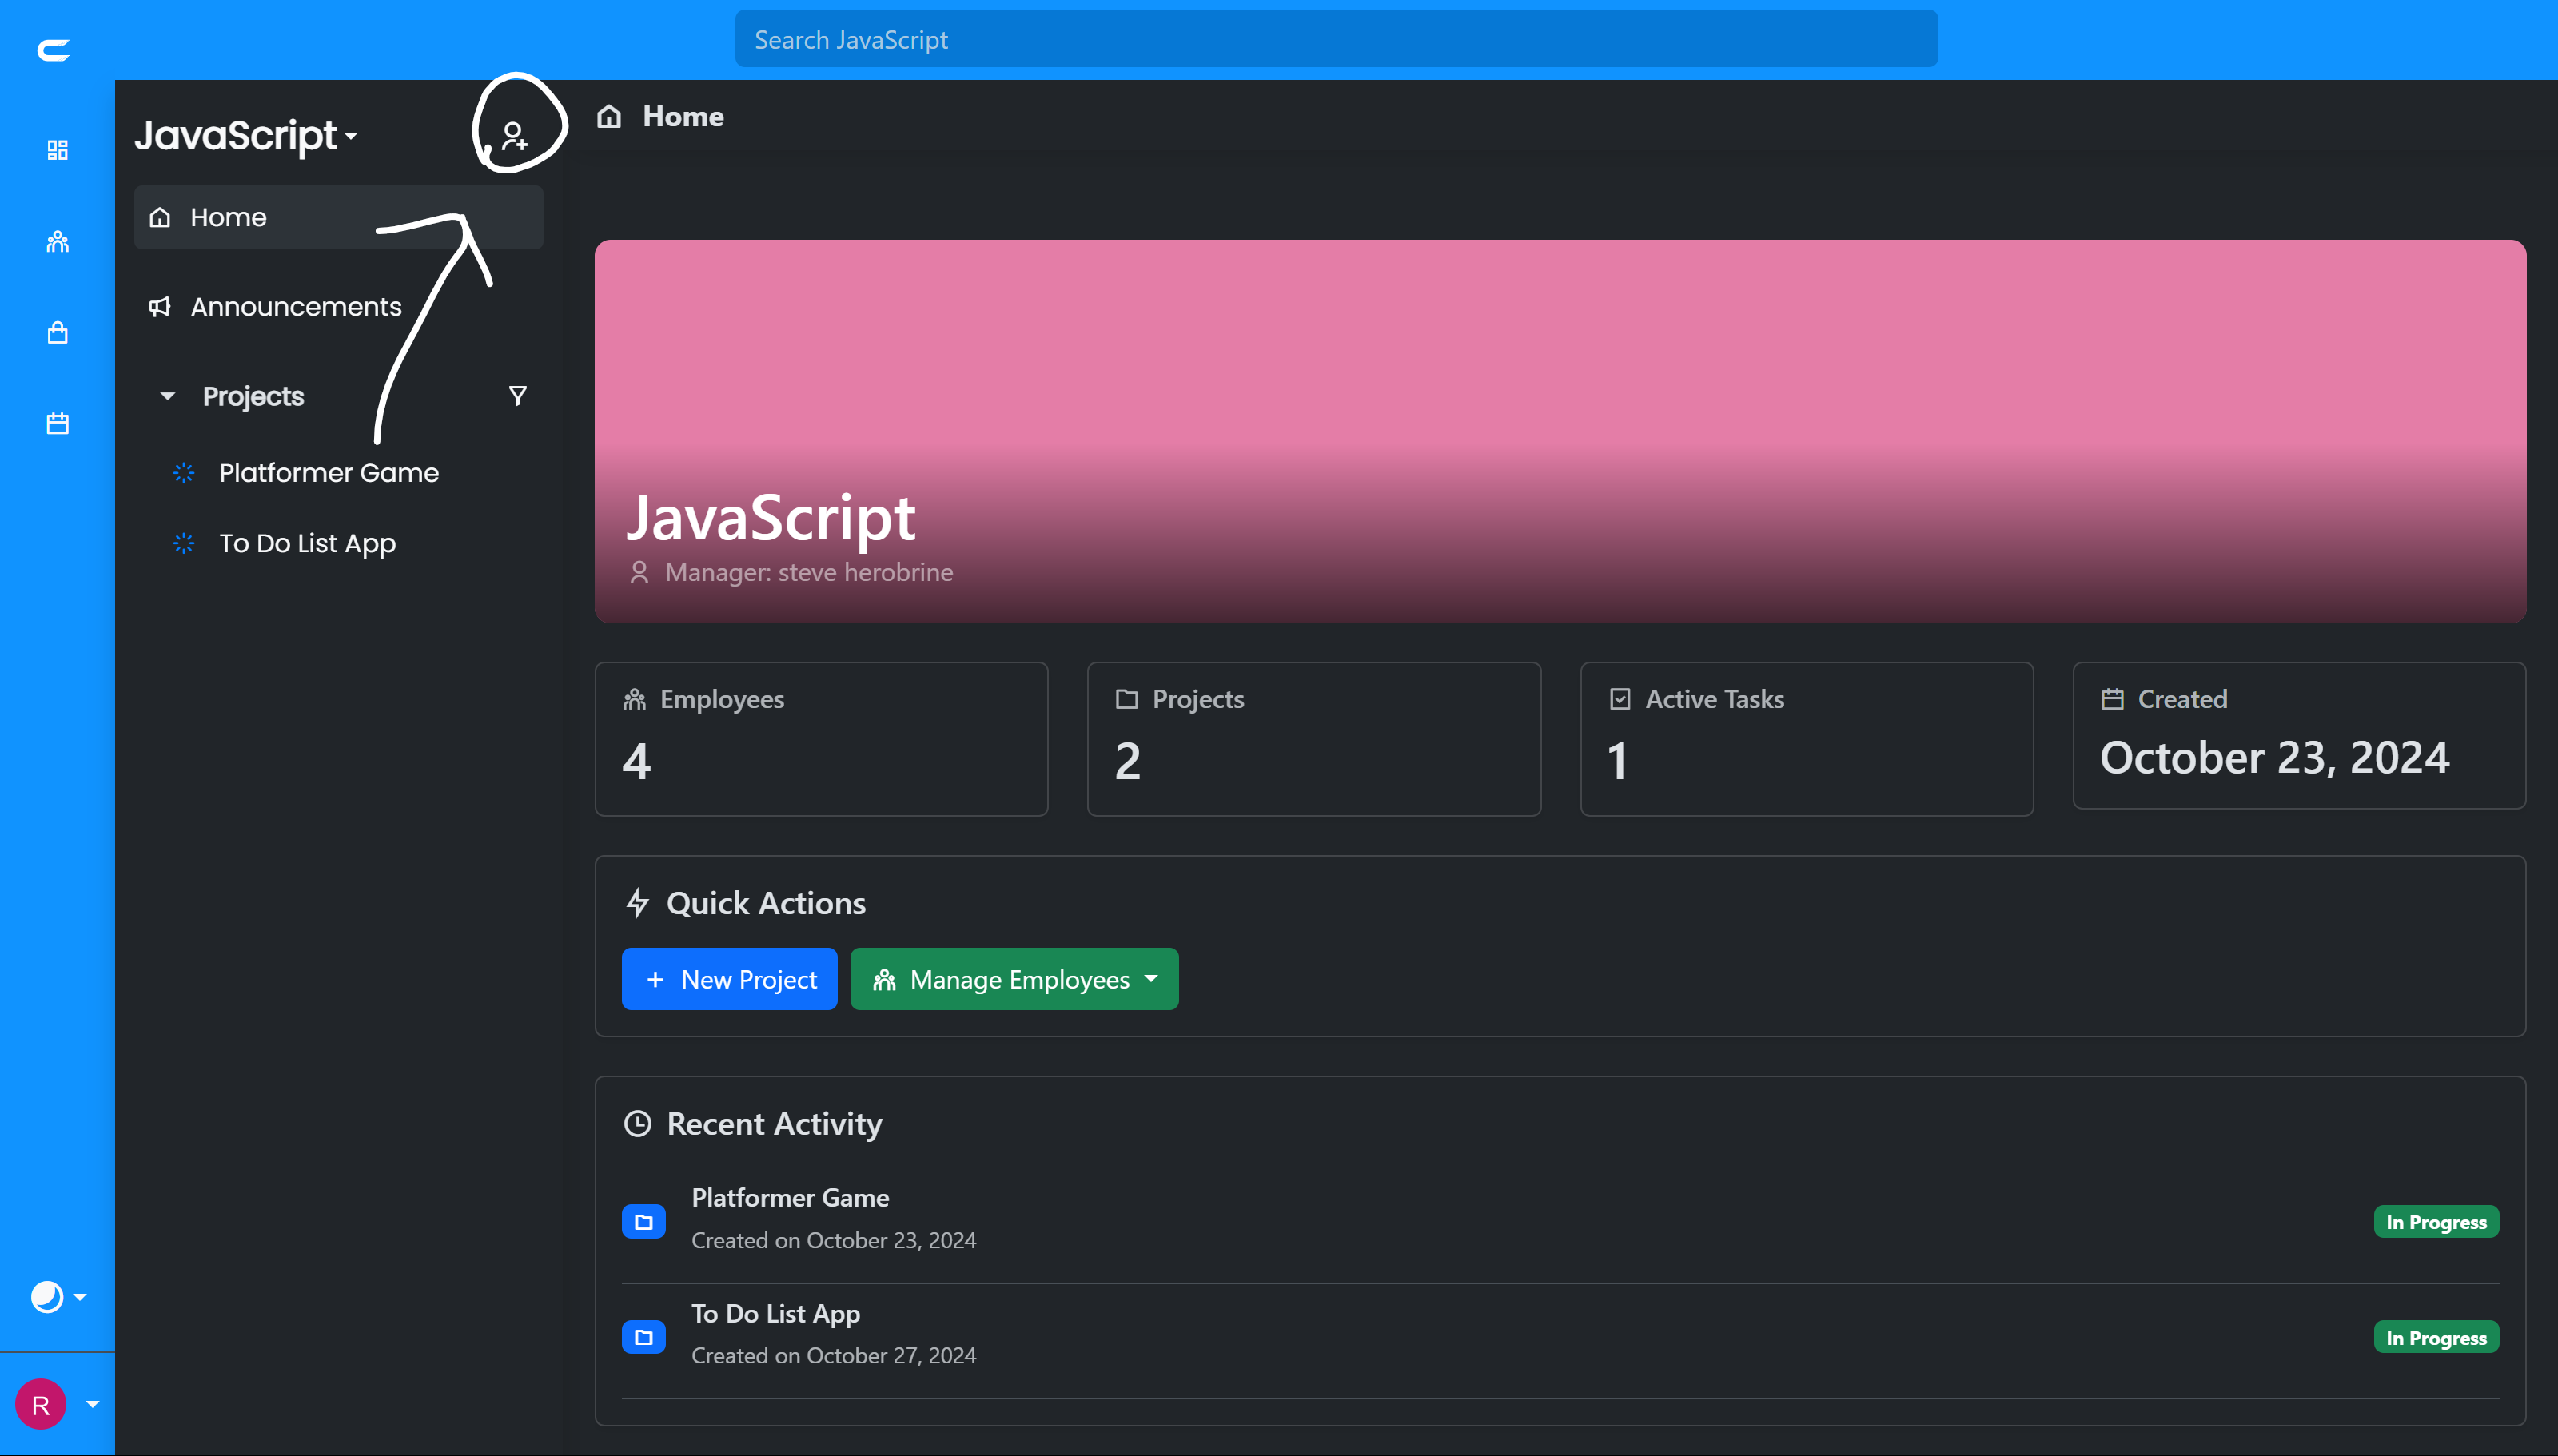 Search JavaScript
JavaScript
Home
Announcements
Projects
Platformer Game
To Do List App
R
Home
JavaScript
Manager: steve herobrine
Employees
4
Projects
2
Active Tasks
1
Created
October 23, 2024
Quick Actions
+ New Project
Manage Employees
Recent Activity
Platformer Game
Created on October 23, 2024
In Progress
To Do List App
Created on October 27, 2024
In Progress